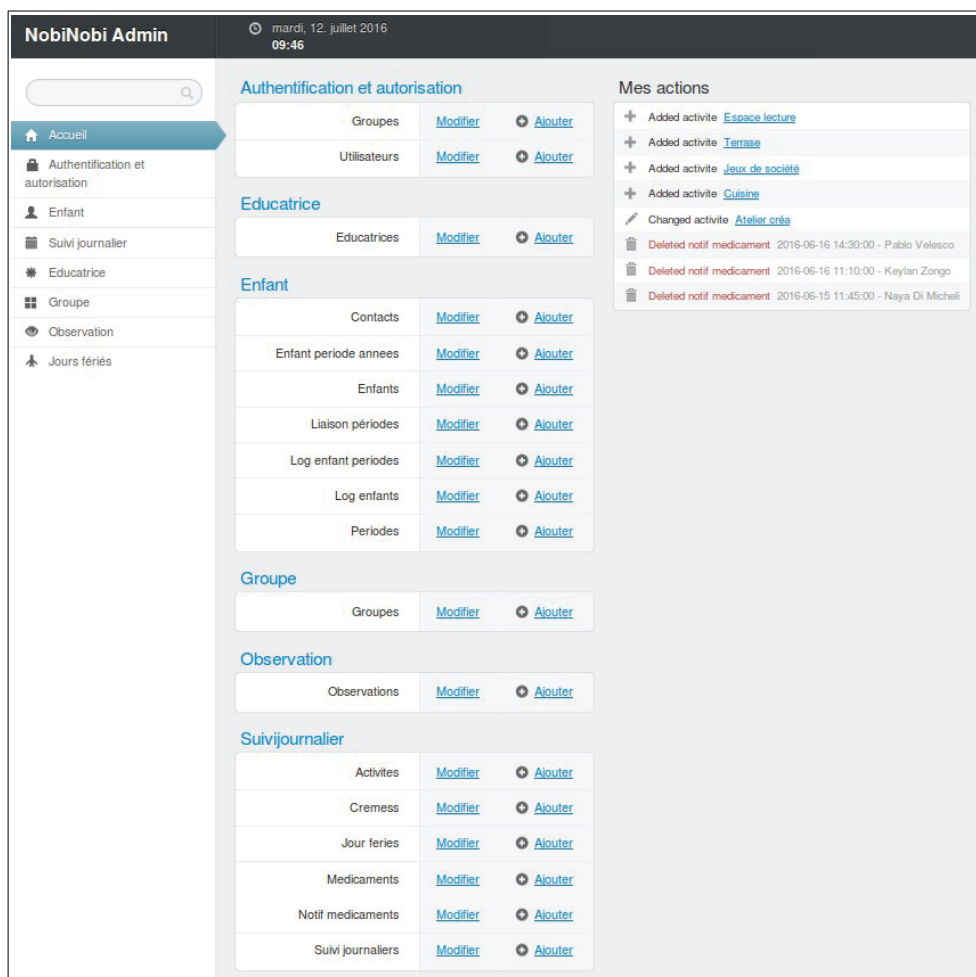 NobiNobi Admin
mardi, 12. juillet 2016
09:46
Accueil
Authentification et
autorisation
Enfant
Suivi journalier
Educatrice
Groupe
Observation
Jours fériés
Authentification et autorisation
Groupes Modifier Ajouter
Utilisateurs Modifier Ajouter
Educatrice
Educatrices Modifier Ajouter
Enfant
Contacts Modifier Ajouter
Enfant periode annees Modifier Ajouter
Enfants Modifier Ajouter
Liaison périodes Modifier Ajouter
Log enfant periodes Modifier Ajouter
Log enfants Modifier Ajouter
Periodes Modifier Ajouter
Groupe
Groupes Modifier Ajouter
Observation
Observations Modifier Ajouter
Suivijournalier
Activites Modifier Ajouter
Cremess Modifier Ajouter
Jour feries Modifier Ajouter
Medicaments Modifier Ajouter
Notif medicaments Modifier Ajouter
Suivi journaliers Modifier Ajouter
Mes actions
Added activite Espace lecture
Added activite Terrase
Added activite Jeux de société
Added activite Cuisine
Changed activite Atelier créa
Deleted notif medicament 2016-06-16 14:30:00 - Pablo Velesco
Deleted notif medicament 2016-06-16 11:10:00 - Keylan Zongo
Deleted notif medicament 2016-06-15 11:45:00 - Naya Di Micheli